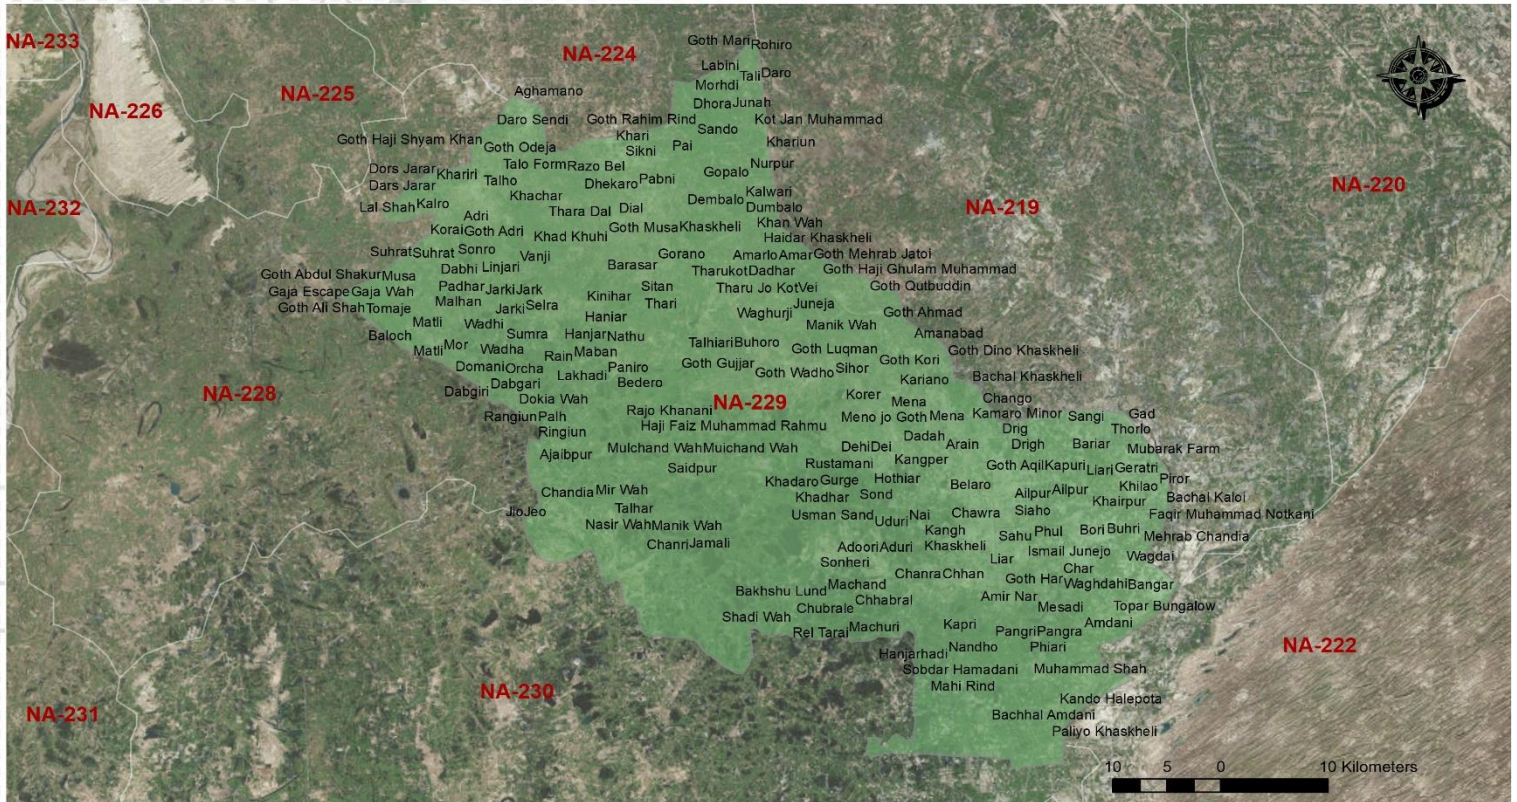 NA-233
NA-224
Goth Mari
Rohiro
Labini
Tali
Daro
Morhdi
NA-225
Aghamano
NA-226
Dhora
Junah
Daro Sendi
Goth Rahim Rind
Kot Jan Muhammad
Sando
Khari
Goth Haji Shyam Khan
Goth Odeja
Sikni
Pai
Khariun
Talo Form
Razo Bel
Nurpur
Dors Jarar
Khariri
Gopalo
Talho
Dhekaro
Pabni
Dars Jarar
NA-220
Khachar
Kalwari
Dembalo
Lal Shah
Kalro
NA-232
Thara Dal
Dial
Dumbalo
NA-219
Adri
Khan Wah
Korai
Goth Adri
Khad Khuhi
Goth Musa
Khaskheli
Haidar Khaskheli
Suhrat
Suhrat
Sonro
Vanji
Gorano
Amarlo
Amar
Goth Mehrab Jatoi
Barasar
Dabhi
Linjari
Tharukot
Dadhar
Goth Haji Ghulam Muhammad
Goth Abdul Shakur
Musa
Padhar
Jarki
Jark
Sitan
Tharu Jo Kot
Vei
Goth Qutbuddin
Gaja Escape
Gaja Wah
Kinihar
Malhan
Jarki
Selra
Thari
Juneja
Goth Ali Shah
Tomaje
Waghurji
Goth Ahmad
Haniar
Matli
Wadhi
Manik Wah
Baloch
Sumra
Hanjar
Nathu
Amanabad
Talhiari
Buhoro
Mor
Matli
Wadha
Rain
Maban
Goth Luqman
Goth Dino Khaskheli
Goth Kori
Domani
Orcha
Paniro
Goth Gujjar
Goth Wadho
Sihor
Lakhadi
Bedero
Kariano
Bachal Khaskheli
Dabgari
Dabgiri
NA-228
Dokia Wah
NA-229
Korer
Mena
Chango
Rajo Khanani
Rangiun
Palh
Meno jo Goth
Mena
Kamaro Minor
Sangi
Gad
Haji Faiz Muhammad Rahmu
Ringiun
Drig
Thorlo
Dadah
Arain
Drigh
Bariar
Mulchand Wah
Muichand Wah
Dehi
Dei
Mubarak Farm
Ajaibpur
Rustamani
Kangper
Goth Aqil
Kapuri
Liari
Geratri
Saidpur
Khadaro
Gurge
Hothiar
Belaro
Khilao
Piror
Chandia
Mir Wah
Khadhar
Sond
Ailpur
Ailpur
Khairpur
Bachal Kaloi
Jio
Jeo
Talhar
Usman Sand
Uduri
Nai
Chawra
Siaho
Faqir Muhammad Notkani
Nasir Wah
Manik Wah
Kangh
Sahu
Phul
Bori
Buhri
Mehrab Chandia
Chanri
Jamali
Adoori
Aduri
Khaskheli
Liar
Ismail Junejo
Wagdai
Sonheri
Char
Chanra
Chhan
Goth Har
Waghdahi
Bangar
Bakhshu Lund
Machand
Amir Nar
Chhabral
Chubrale
Mesadi
Topar Bungalow
Shadi Wah
Machuri
Kapri
Amdani
Rel Tarai
Pangri
Pangra
Hanjarhadi
Nandho
Phiari
NA-222
Sobdar Hamadani
Muhammad Shah
Mahi Rind
NA-230
Kando Halepota
NA-231
Bachhal Amdani
Paliyo Khaskheli
10 5 0 10 Kilometers